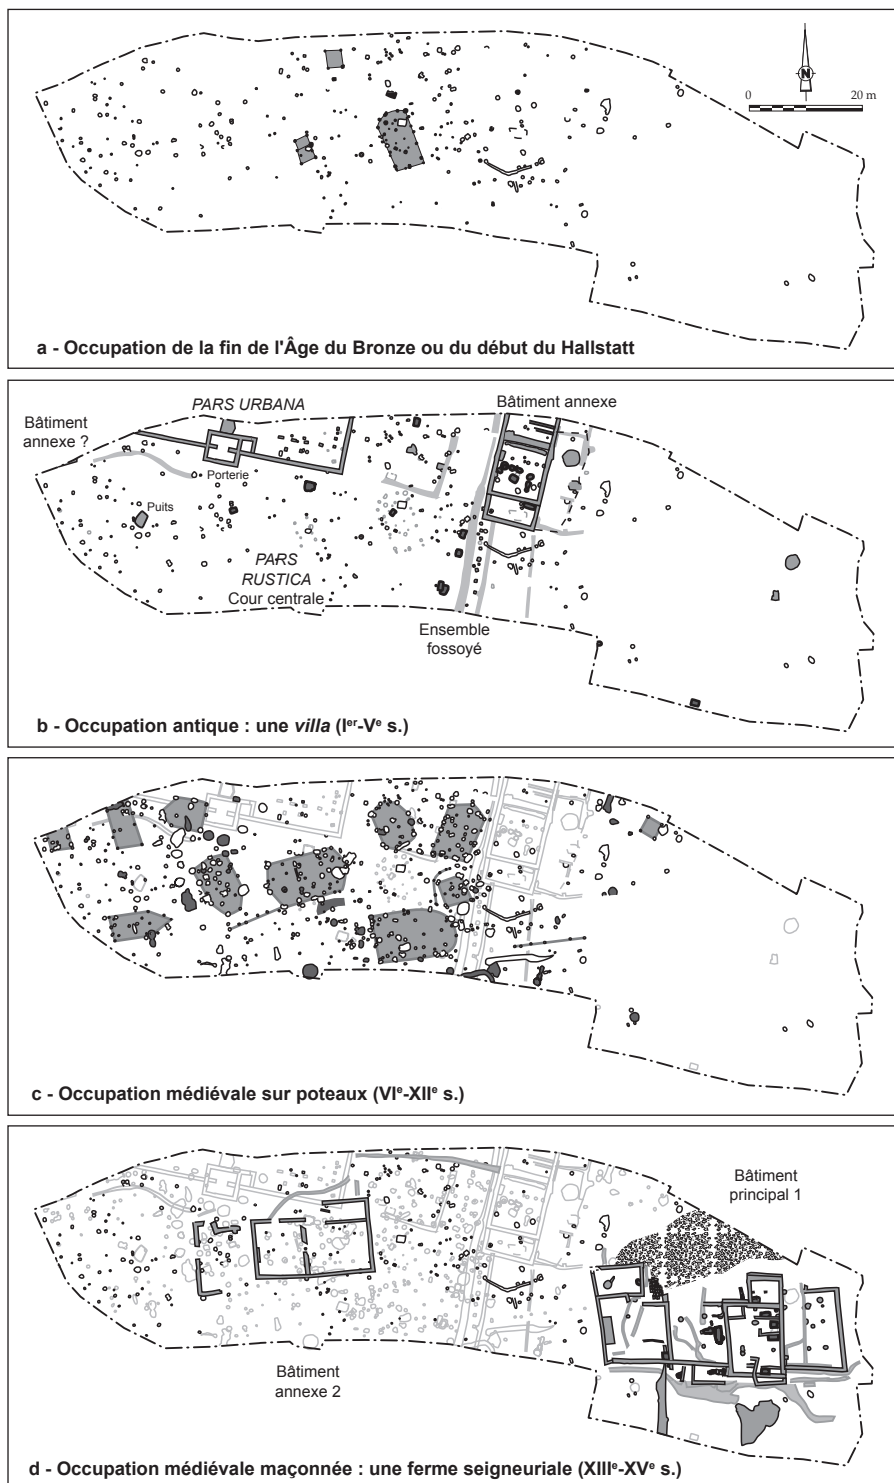 N
0 20 m
a - Occupation de la fin de l'Âge du Bronze ou du début du Hallstatt
PARS URBANA
Bâtiment annexe
Bâtiment
annexe ?
Porterie
Puits
PARS
RUSTICA
Cour centrale
Ensemble
fossoyé
b - Occupation antique : une villa (Ier-Ve s.)
c - Occupation médiévale sur poteaux (VIe-XIIe s.)
Bâtiment
principal 1
Bâtiment
annexe 2
d - Occupation médiévale maçonnée : une ferme seigneuriale (XIIIe-XVe s.)